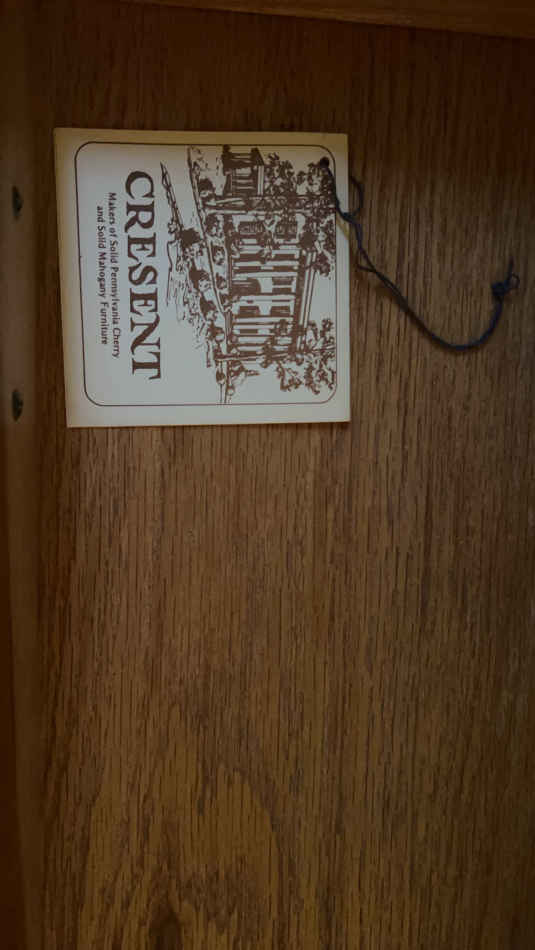 CRESENT
Makers of Solid Pennsylvania Cherry
and Solid Mahogany Furniture